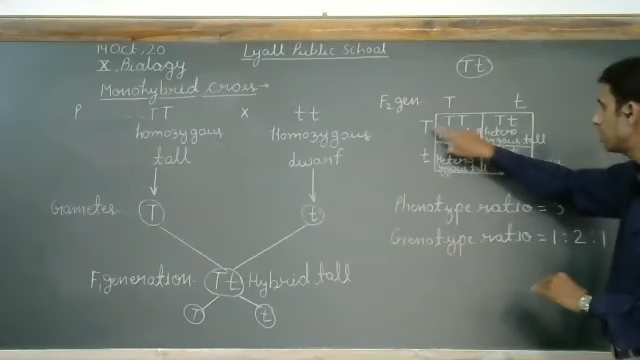 14 Oct, 20
Lyall Public School
X, Biology
Monohybrid cross→
P TT x tt
homozygous Homozygous
tall dwarf
Gametes T t
F₁ generation Tt Hybrid tall
T t
Tt
F₂ gen. T t
T TT Tt
hetero
zygous tall
t
Hetero
zygous tall
Phenotype ratio = 3
Genotype ratio = 1 : 2 : 1